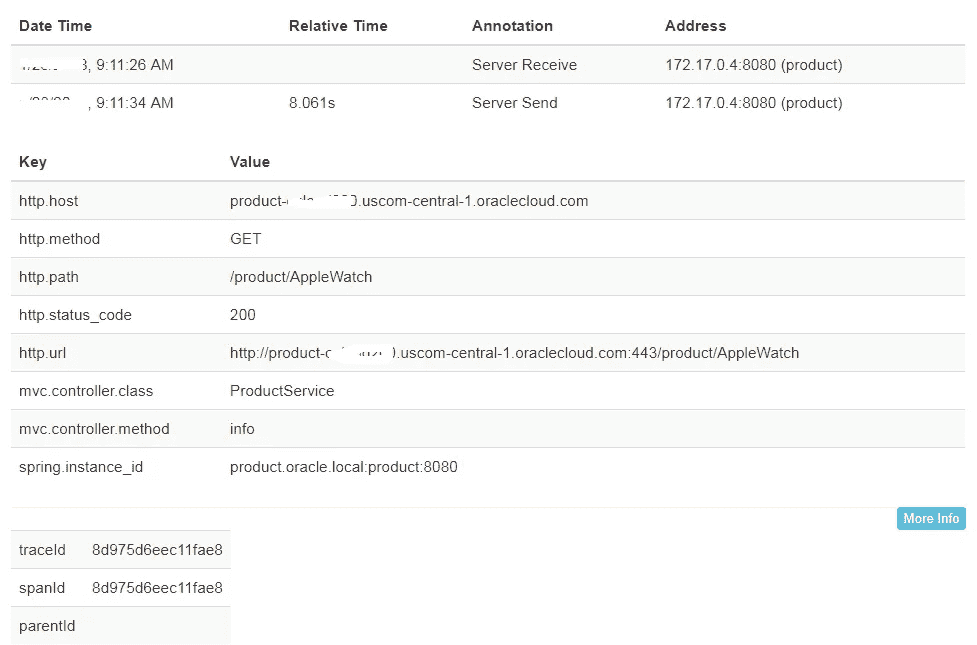 Date Time Relative Time Annotation Address
9:11:26 AM Server Receive 172.17.0.4:8080 (product)
, 9:11:34 AM 8.061s Server Send 172.17.0.4:8080 (product)
Key Value
http.host product- .uscom-central-1.oraclecloud.com
http.method GET
http.path /product/AppleWatch
http.status_code 200
http.url http://product- .uscom-central-1.oraclecloud.com:443/product/AppleWatch
mvc.controller.class ProductService
mvc.controller.method info
spring.instance_id product.oracle.local:product:8080
More Info
traceId 8d975d6eec11fae8
spanId 8d975d6eec11fae8
parentId